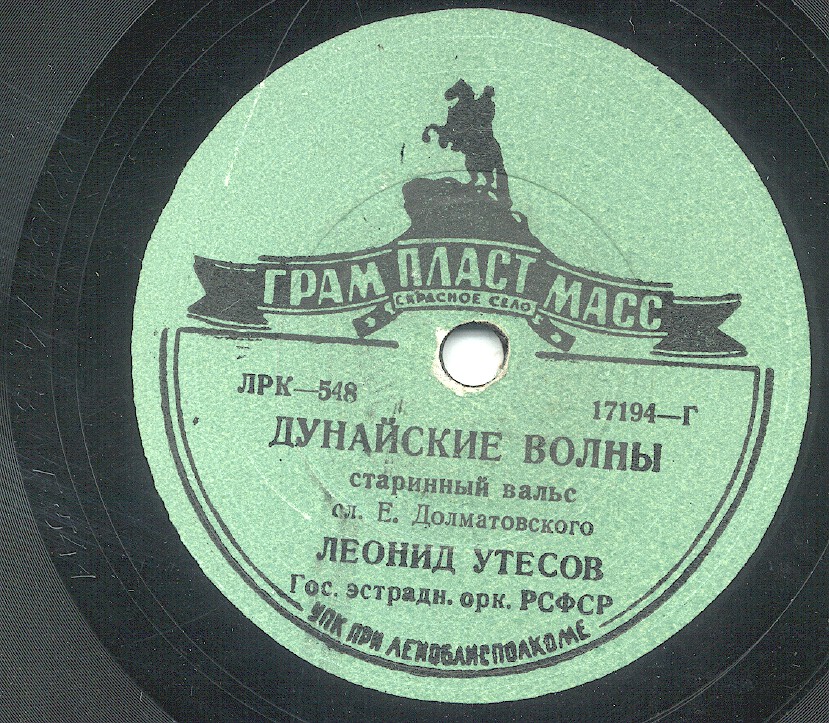 ГРАМ ПЛАСТ МАСС
С.КРАСНОЕ СЕЛО
ЛРК—548
17194—Г
ДУНАЙСКИЕ ВОЛНЫ
старинный вальс
сл. Е. Долматовского
ЛЕОНИД УТЕСОВ
Гос. эстрадн. орк. РСФСР
УПК ПРИ ЛЕНОБЛИСПОЛКОМЕ